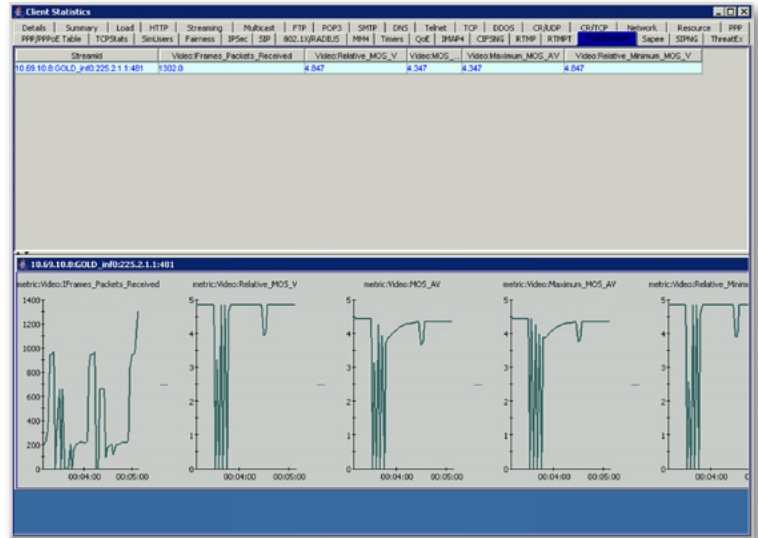 Client Statistics
Details Summary Load HTTP Streaming Multicast FTP POP3 SMTP DNS Telnet TCP DDOS CR/UDP CR/TCP Network Resource PPP
PPP/PPPoE Table TCPStats SimUsers Fairness IPSec SIP 802.1X/RADIUS MM4 Timers QoE IMAP4 CIFSNG RTMP RTMPT Sapee SIPNG ThreatEx
StreamId Video:IFrames_Packets_Received Video:Relative_MOS_V Video:MOS_... Video:Maximum_MOS_AV Video:Relative_Minimum_MOS_V
10.69.10.8:GOLD_inf0:225.2.1.1:481 1302.0 4.847 4.347 4.347 4.847
10.69.10.8:GOLD_inf0:225.2.1.1:481
metric:Video:IFrames_Packets_Received metric:Video:Relative_MOS_V metric:Video:MOS_AV metric:Video:Maximum_MOS_AV metric:Video:Relative_Minim
1400 5 5 5 5
1200 4 4 4 4
1000
800 3 3 3 3
600 2 2 2 2
400
200 1 1 1 1
0 0 0 0 0
00:04:00 00:05:00 00:04:00 00:05:00 00:04:00 00:05:00 00:04:00 00:05:00 00:04:00